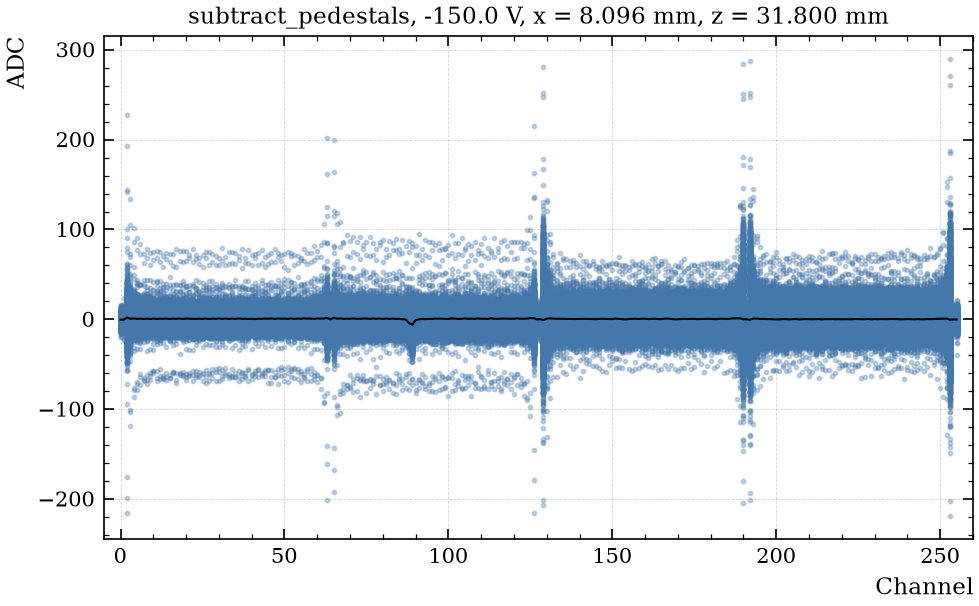 subtract_pedestals, -150.0 V, x = 8.096 mm, z = 31.800 mm
ADC
300
200
100
0
−100
−200
0 50 100 150 200 250
Channel